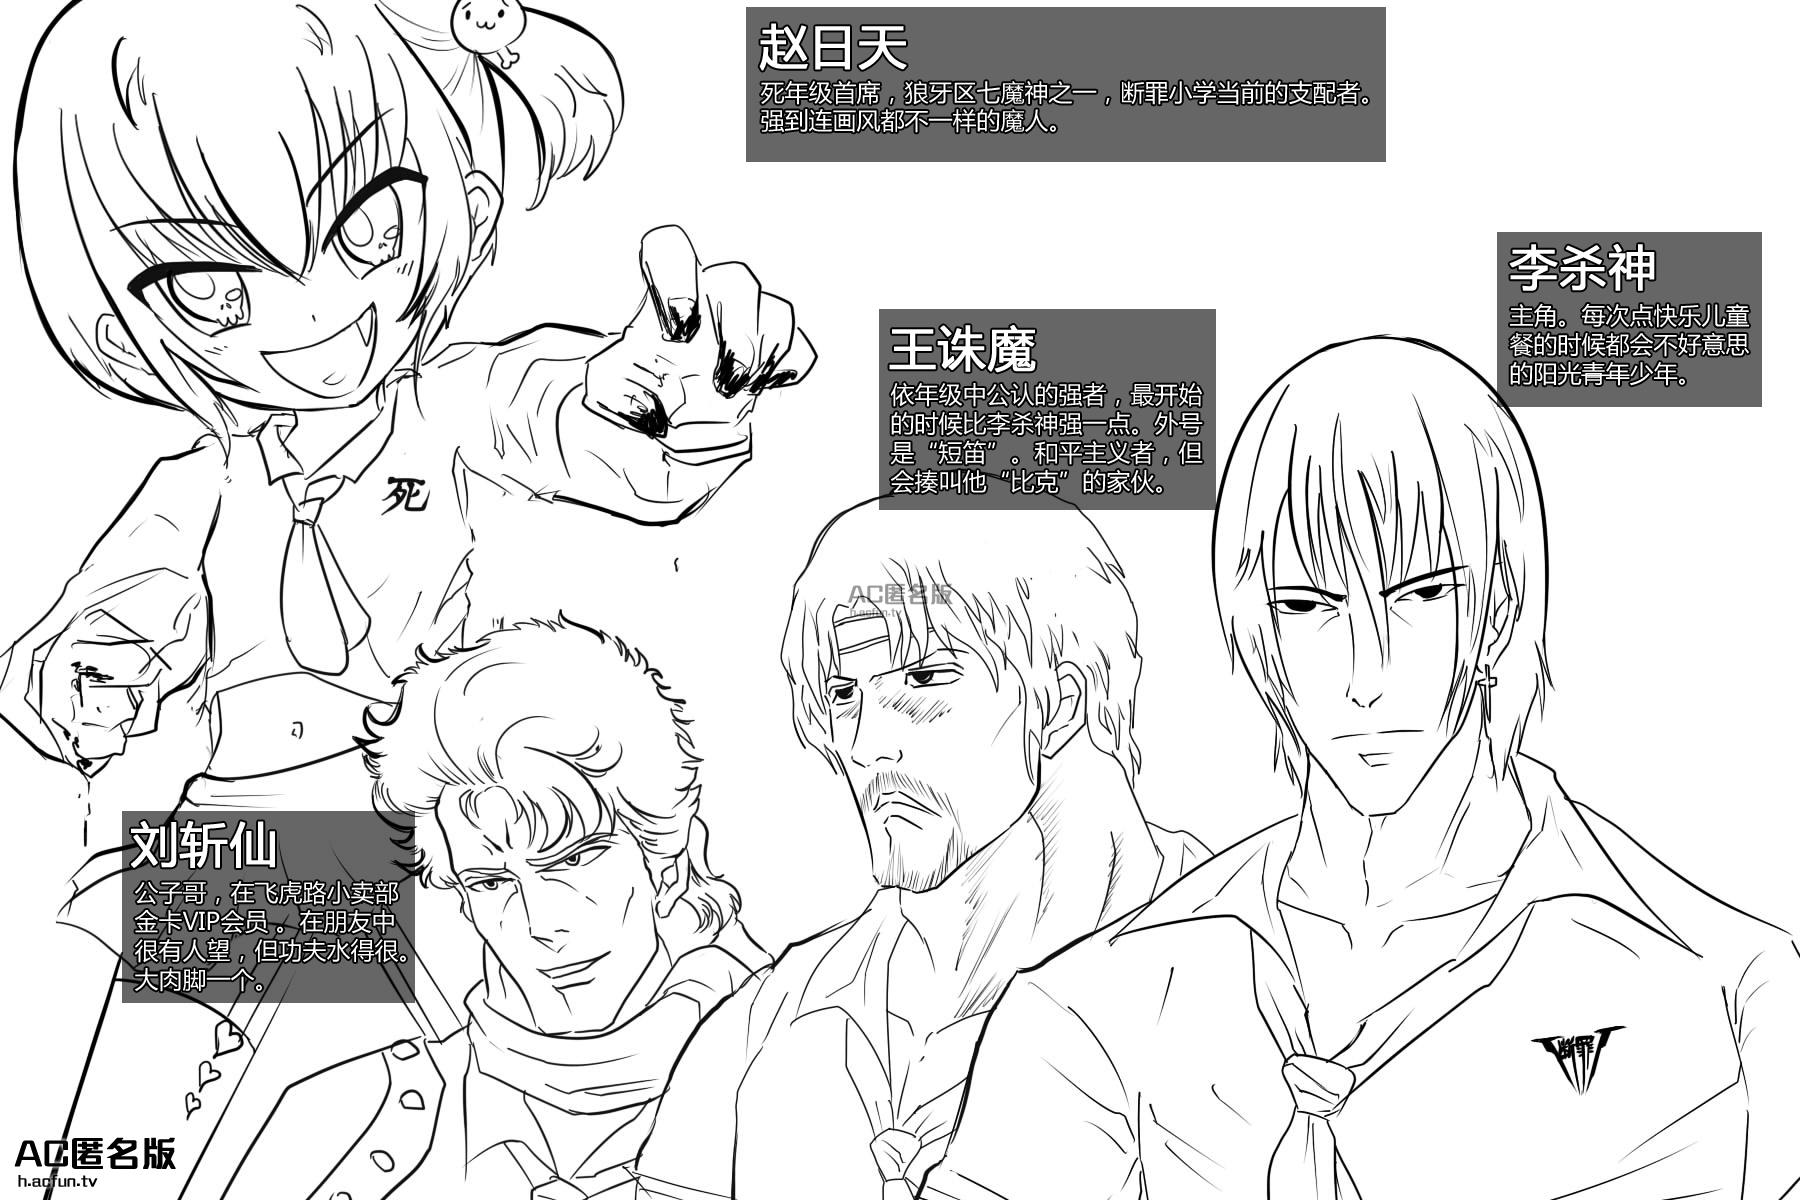 赵日天
死年级首席，狼牙区七魔神之一，断罪小学当前的支配者。
强到连画风都不一样的魔人。
李杀神
主角。每次点快乐儿童
餐的时候都会不好意思
的阳光青年少年。
王诛魔
依年级中公认的强者，最开始
的时候比李杀神强一点。外号
是“短笛”。和平主义者，但
会揍叫他“比克”的家伙。
死
AC匿名版
h.acfun.tv
刘斩仙
公子哥，在飞虎路小卖部
金卡VIP会员 。在朋友中
很有人望，但功夫水得很。
大肉脚一个。
断罪
AC匿名版
h.acfun.tv